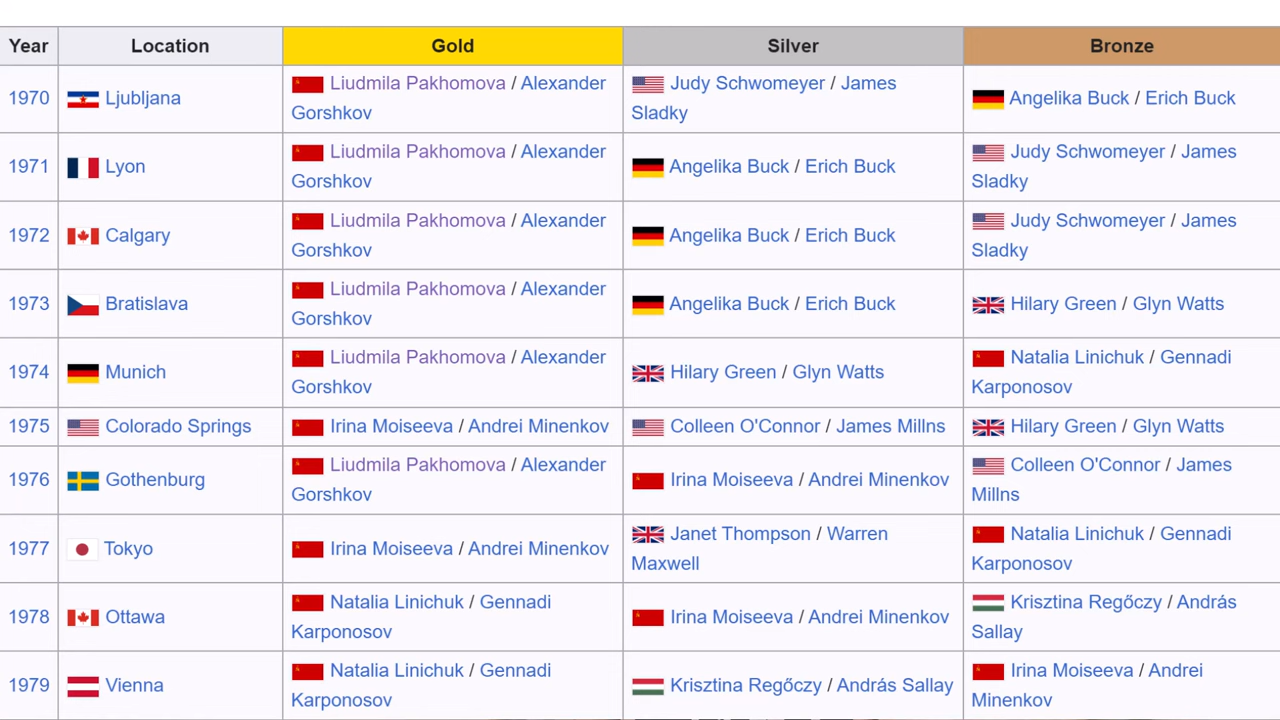 Year Location Gold Silver Bronze
1970 Ljubljana Liudmila Pakhomova / Alexander Gorshkov Judy Schwomeyer / James Sladky Angelika Buck / Erich Buck
1971 Lyon Liudmila Pakhomova / Alexander Gorshkov Angelika Buck / Erich Buck Judy Schwomeyer / James Sladky
1972 Calgary Liudmila Pakhomova / Alexander Gorshkov Angelika Buck / Erich Buck Judy Schwomeyer / James Sladky
1973 Bratislava Liudmila Pakhomova / Alexander Gorshkov Angelika Buck / Erich Buck Hilary Green / Glyn Watts
1974 Munich Liudmila Pakhomova / Alexander Gorshkov Hilary Green / Glyn Watts Natalia Linichuk / Gennadi Karponosov
1975 Colorado Springs Irina Moiseeva / Andrei Minenkov Colleen O'Connor / James Millns Hilary Green / Glyn Watts
1976 Gothenburg Liudmila Pakhomova / Alexander Gorshkov Irina Moiseeva / Andrei Minenkov Colleen O'Connor / James Millns
1977 Tokyo Irina Moiseeva / Andrei Minenkov Janet Thompson / Warren Maxwell Natalia Linichuk / Gennadi Karponosov
1978 Ottawa Natalia Linichuk / Gennadi Karponosov Irina Moiseeva / Andrei Minenkov Krisztina Regőczy / András Sallay
1979 Vienna Natalia Linichuk / Gennadi Karponosov Krisztina Regőczy / András Sallay Irina Moiseeva / Andrei Minenkov